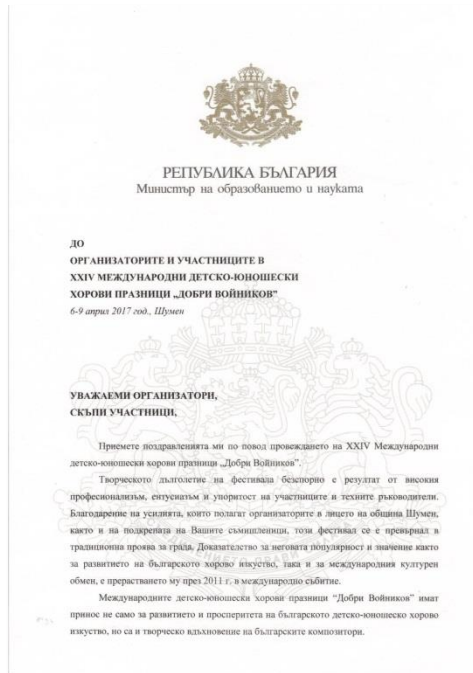 РЕПУБЛИКА БЪЛГАРИЯ
Министър на образованието и науката
ДО
ОРГАНИЗАТОРИТЕ И УЧАСТНИЦИТЕ В
XXIV МЕЖДУНАРОДНИ ДЕТСКО-ЮНОШЕСКИ
ХОРОВИ ПРАЗНИЦИ „ДОБРИ ВОЙНИКОВ"
6-9 април 2017 год., Шумен
УВАЖАЕМИ ОРГАНИЗАТОРИ,
СКЪПИ УЧАСТНИЦИ,
Приемете поздравленията ми по повод провеждането на XXIV Международни
детско-юношески хорови празници „Добри Войников".
Творческото дълголетие на фестивала безспорно е резултат от високия
професионализъм, ентусиазъм и упоритост на участниците и техните ръководители.
Благодарение на усилията, които полагат организаторите в лицето на община Шумен,
както и на подкрепата на Вашите съмишленици, този фестивал се е превърнал в
традиционна проява за града. Доказателство за неговата популярност и значение както
за развитието на българското хорово изкуство, така и за международния културен
обмен, е прерастването му през 2011 г. в международно събитие.
Международните детско-юношески хорови празници "Добри Войников" имат
принос не само за развитието и просперитета на българското детско-юношеско хорово
изкуство, но са и творческо вдъхновение на българските композитори.